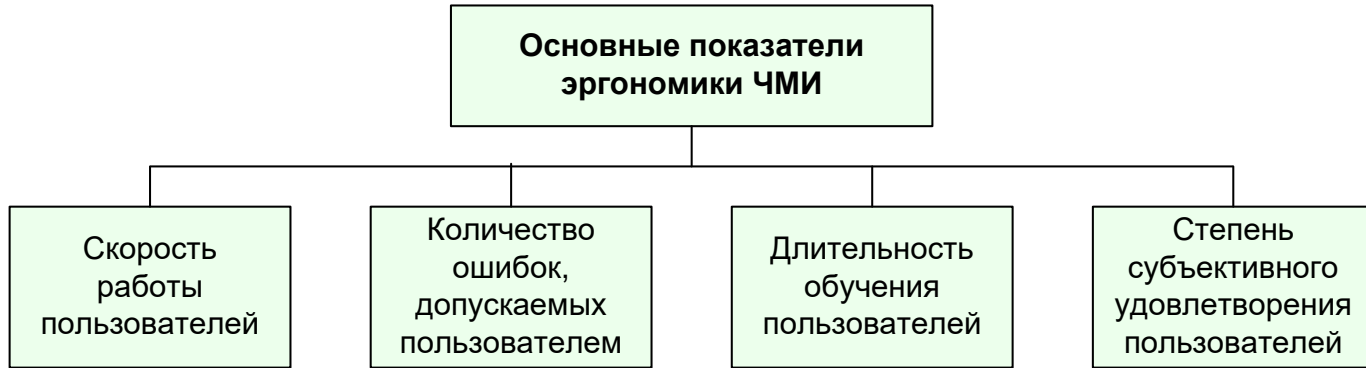 Основные показатели
эргономики ЧМИ
Скорость
работы
пользователей
Количество
ошибок,
допускаемых
пользователем
Длительность
обучения
пользователей
Степень
субъективного
удовлетворения
пользователей